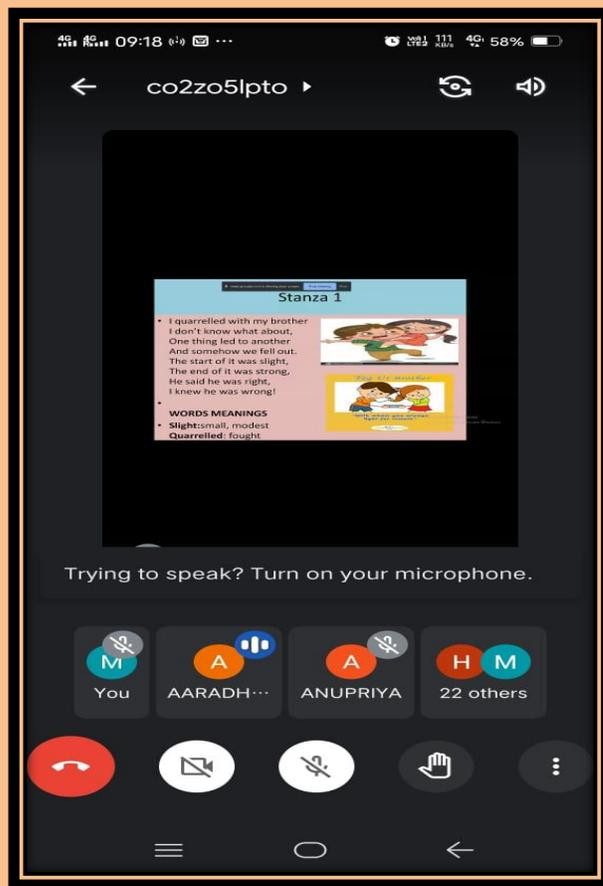 09:18 58%
111
KB/s
4G
co2zo5lpto
Stanza 1
• I quarrelled with my brother
I don't know what about,
One thing led to another
And somehow we fell out.
The start of it was slight,
The end of it was strong,
He said he was right,
I knew he was wrong!
•
WORDS MEANINGS
• Slight:small, modest
Quarrelled: fought
Trying to speak? Turn on your microphone.
M A A H M
You AARADH··· ANUPRIYA 22 others